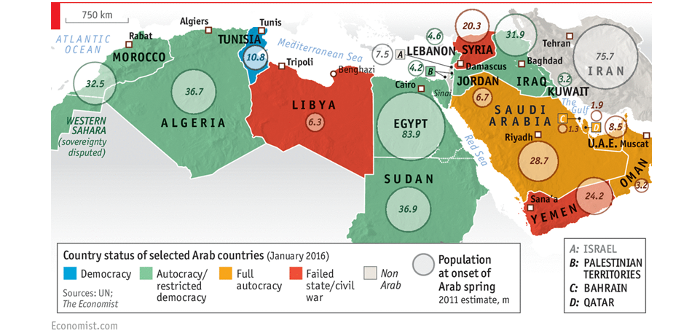 750 km
ATLANTIC
OCEAN
Rabat
MOROCCO
32.5
WESTERN
SAHARA
(sovereignty
disputed)
Algiers
36.7
ALGERIA
Tunis
TUNISIA
10.8
Mediterranean Sea
Tripoli
Benghazi
LIBYA
6.3
7.5
A
4.6
LEBANON
4.2
B
Cairo
Sinai
EGYPT
83.9
SUDAN
36.9
Red Sea
20.3
SYRIA
Damascus
JORDAN
6.7
31.9
Baghdad
IRAQ
Tehran
75.7
IRAN
3.2
KUWAIT
The
Gulf
1.9
C
1.3
D
SAUDI
ARABIA
Riyadh
28.7
8.5
U.A.E.
Muscat
OMAN
3.2
Sana'a
24.2
YEMEN
Country status of selected Arab countries (January 2016)
Democracy
Autocracy/
restricted
democracy
Full
autocracy
Failed
state/civil
war
Non
Arab
Population
at onset of
Arab spring
2011 estimate, m
Sources: UN;
The Economist
A: ISRAEL
B: PALESTINIAN
TERRITORIES
C: BAHRAIN
D: QATAR
Economist.com